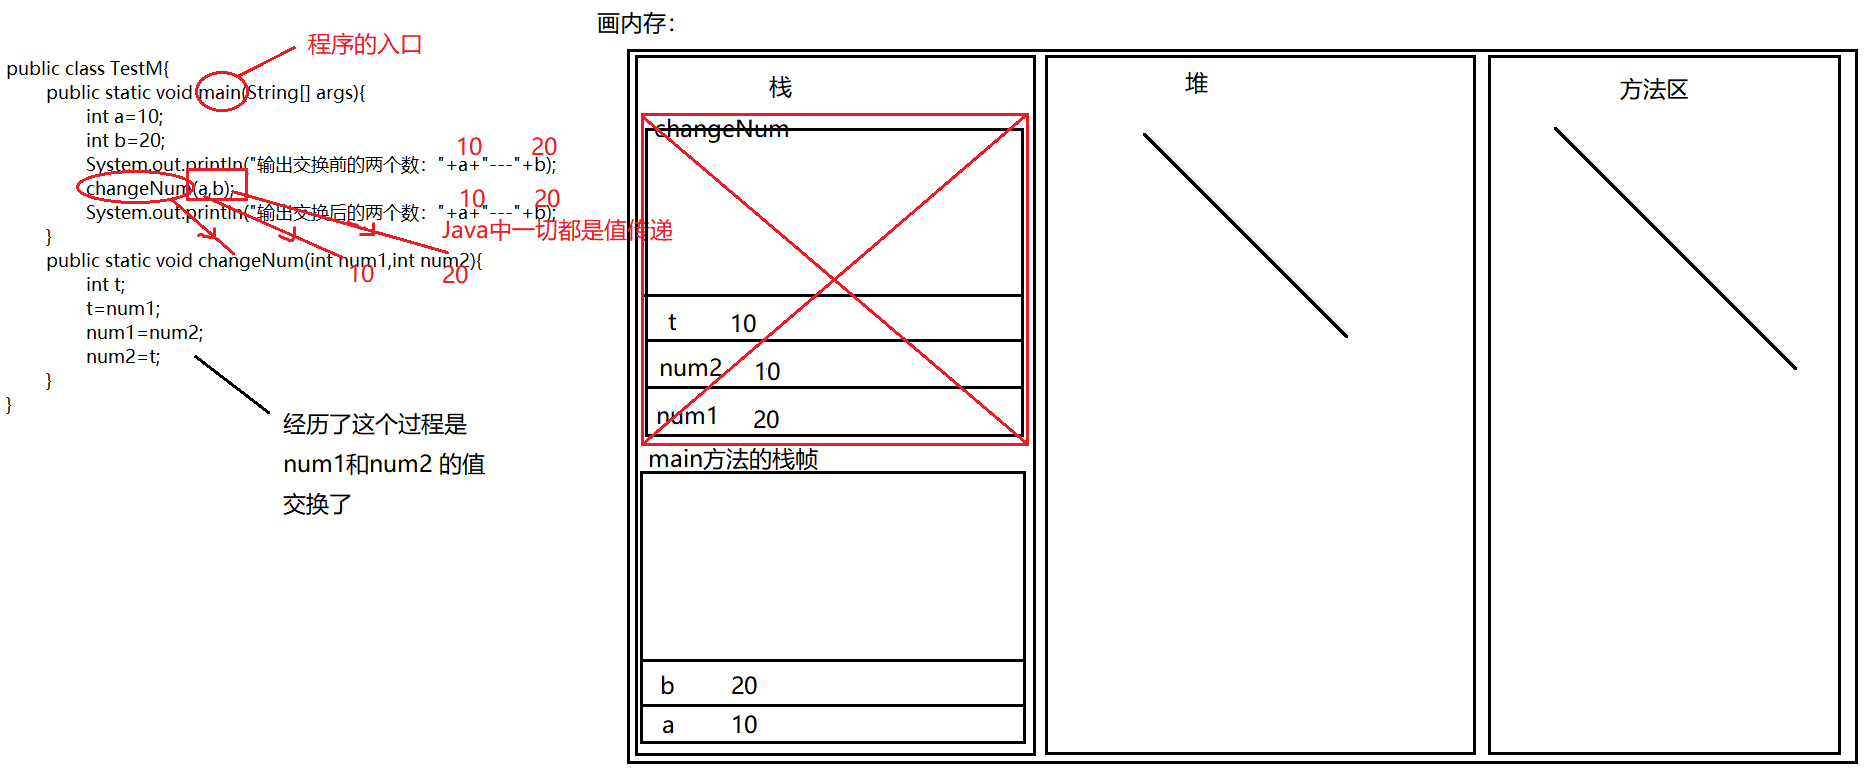 画内存：
程序的入口
public class TestM{
public static void main(String[] args){
int a=10;
int b=20;
10 20
System.out.println("输出交换前的两个数："+a+"---"+b);
changeNum(a,b);
10 20
System.out.println("输出交换后的两个数："+a+"---"+b);
}
Java中一切都是值传递
public static void changeNum(int num1,int num2){
10 20
int t;
t=num1;
num1=num2;
num2=t;
}
}
经历了这个过程是
num1和num2 的值
交换了
栈
changeNum
t 10
num2 10
num1 20
main方法的栈帧
b 20
a 10
堆
方法区